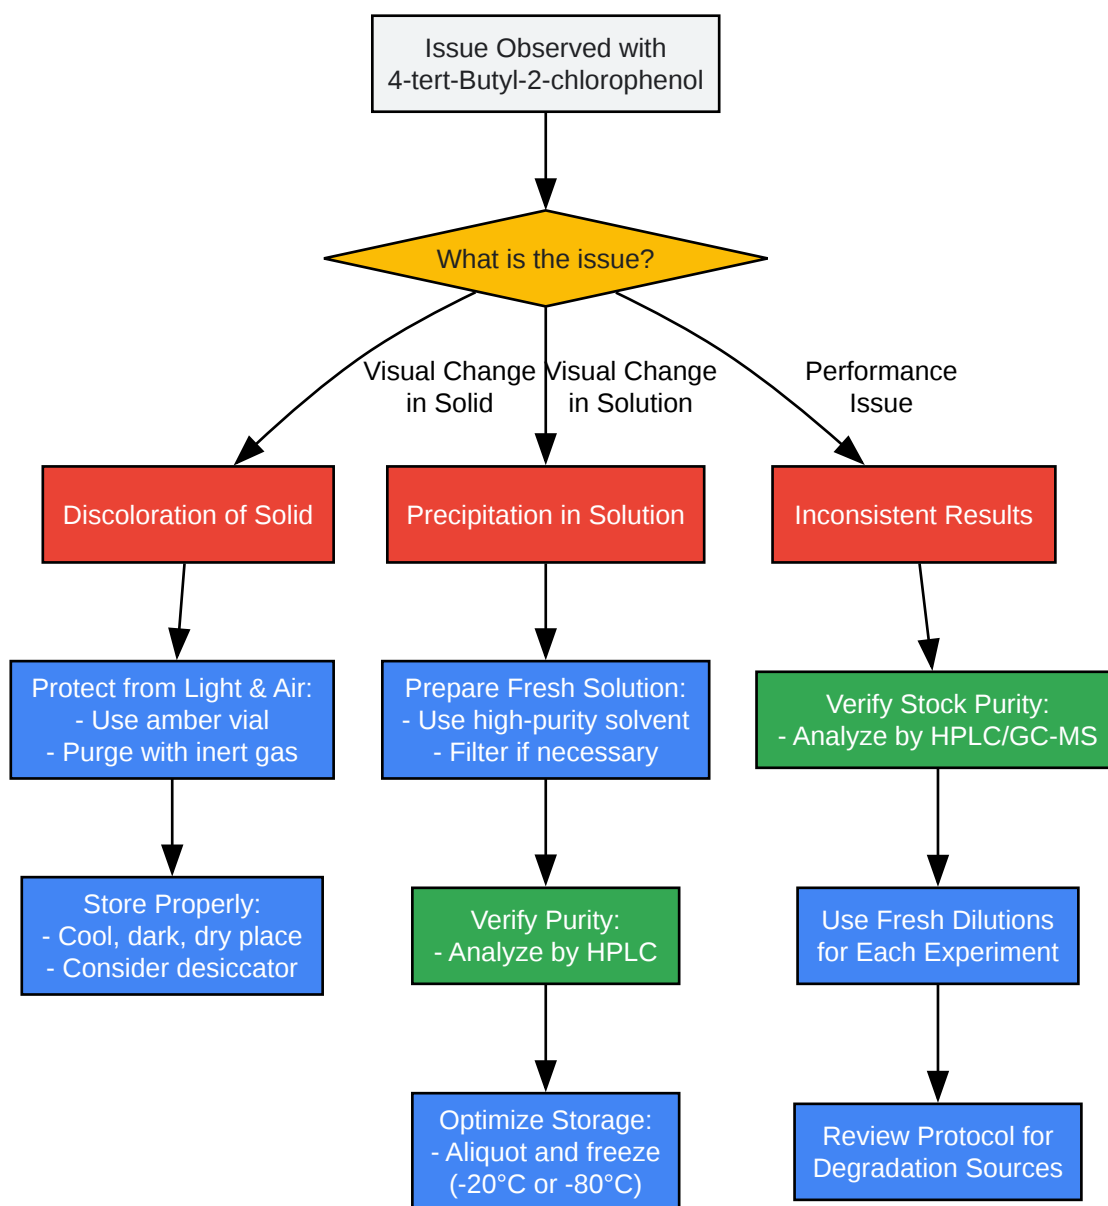 Issue Observed with
4-tert-Butyl-2-chlorophenol
What is the issue?
Visual Change
in Solid
Visual Change
in Solution
Performance
Issue
Discoloration of Solid
Precipitation in Solution
Inconsistent Results
Protect from Light & Air:
- Use amber vial
- Purge with inert gas
Prepare Fresh Solution:
- Use high-purity solvent
- Filter if necessary
Verify Stock Purity:
- Analyze by HPLC/GC-MS
Store Properly:
- Cool, dark, dry place
- Consider desiccator
Verify Purity:
- Analyze by HPLC
Use Fresh Dilutions
for Each Experiment
Optimize Storage:
- Aliquot and freeze
(-20°C or -80°C)
Review Protocol for
Degradation Sources